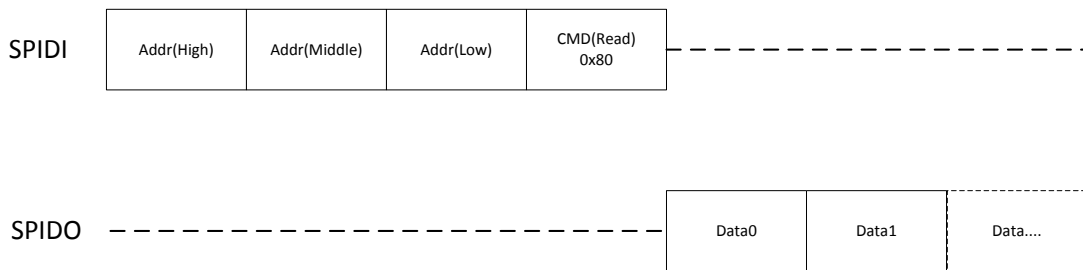 SPIDI
Addr(High)
Addr(Middle)
Addr(Low)
CMD(Read)
0x80
SPIDO
Data0
Data1
Data....